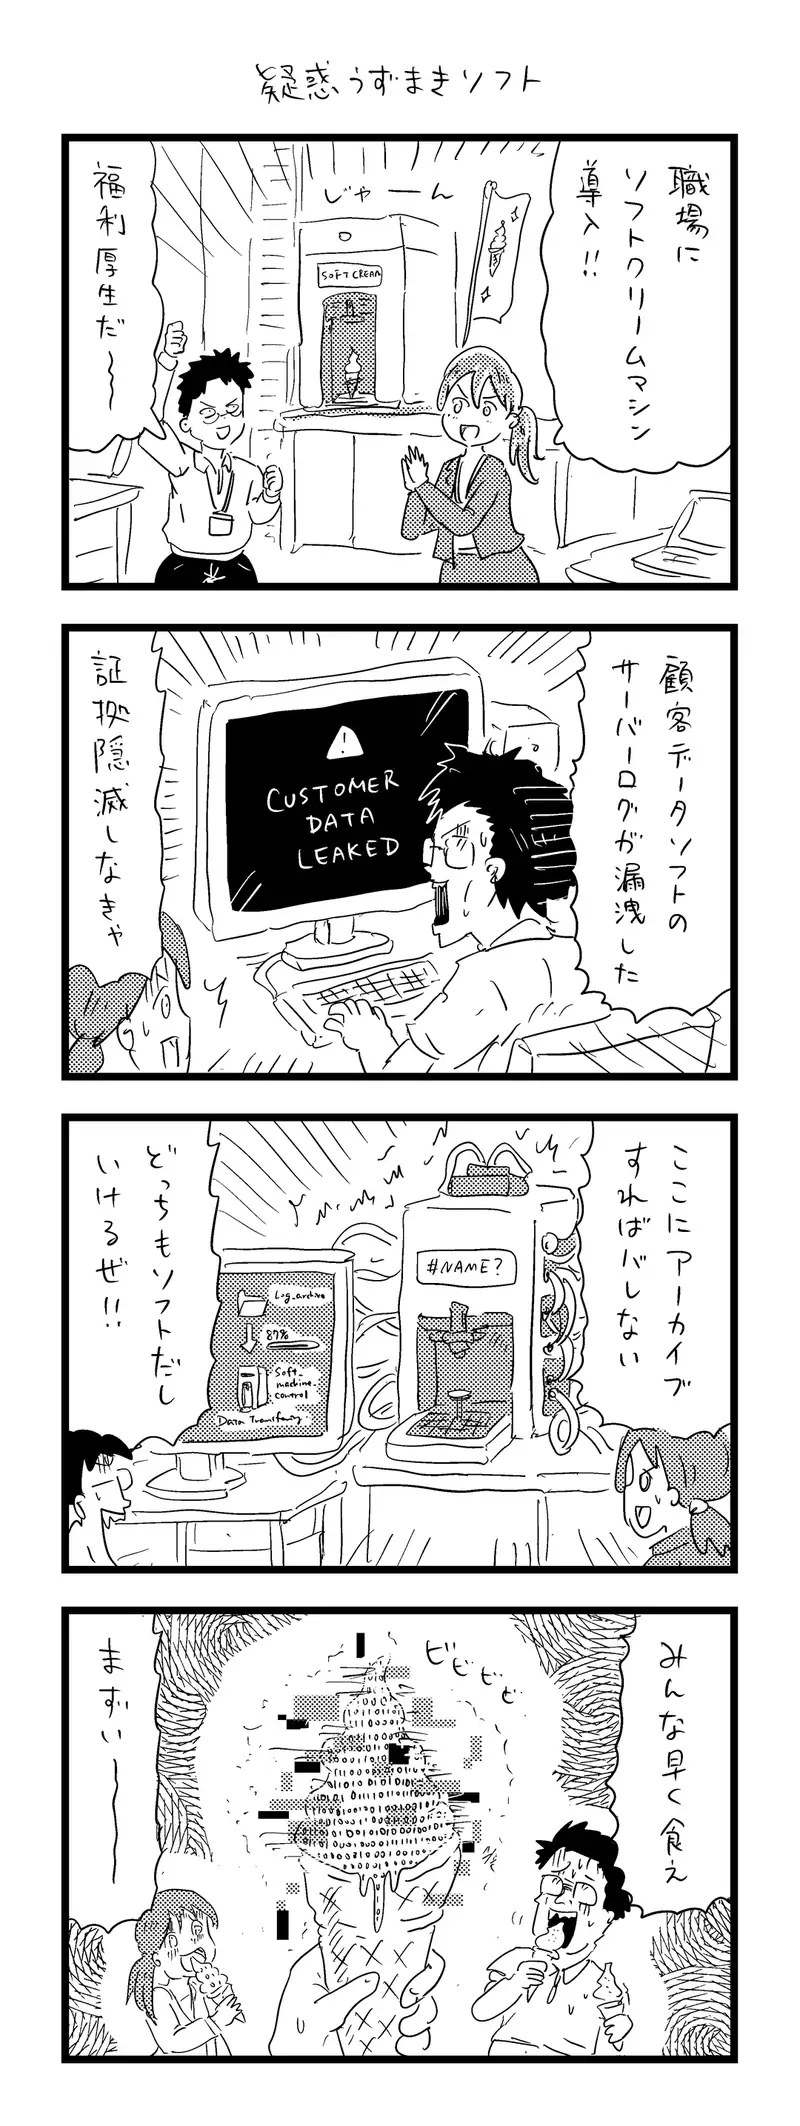 疑惑うずまきソフト
職場に
ソフトクリームマシン
導入!!
じゃーん
SOFT CREAM
福利厚生だ〜
顧客データソフトの
サーバーログが漏洩した
CUSTOMER
DATA
LEAKED
証拠隠滅しなきゃ
ここにアーカイブ
すればバレない
#NAME?
Log_archive
87%
Soft_
machine_
control
Data Transfering
どっちもソフトだし
いけるぜ!!
みんな早く食え
ビビビビ
まずい〜